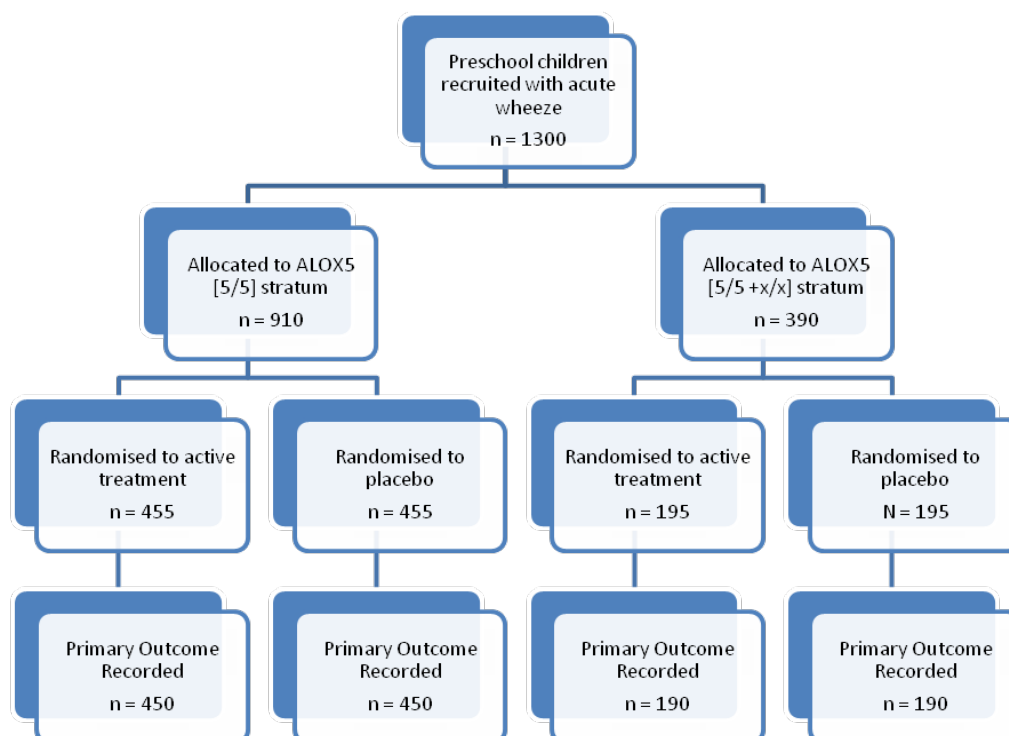 Preschool children
recruited with acute
wheeze
n = 1300
Allocated to ALOX5
[5/5] stratum
n = 910
Allocated to ALOX5
[5/5 +x/x] stratum
n = 390
Randomised to active
treatment
n = 455
Randomised to
placebo
n = 455
Randomised to active
treatment
n = 195
Randomised to
placebo
N = 195
Primary Outcome
Recorded
n = 450
Primary Outcome
Recorded
n = 450
Primary Outcome
Recorded
n = 190
Primary Outcome
Recorded
n = 190